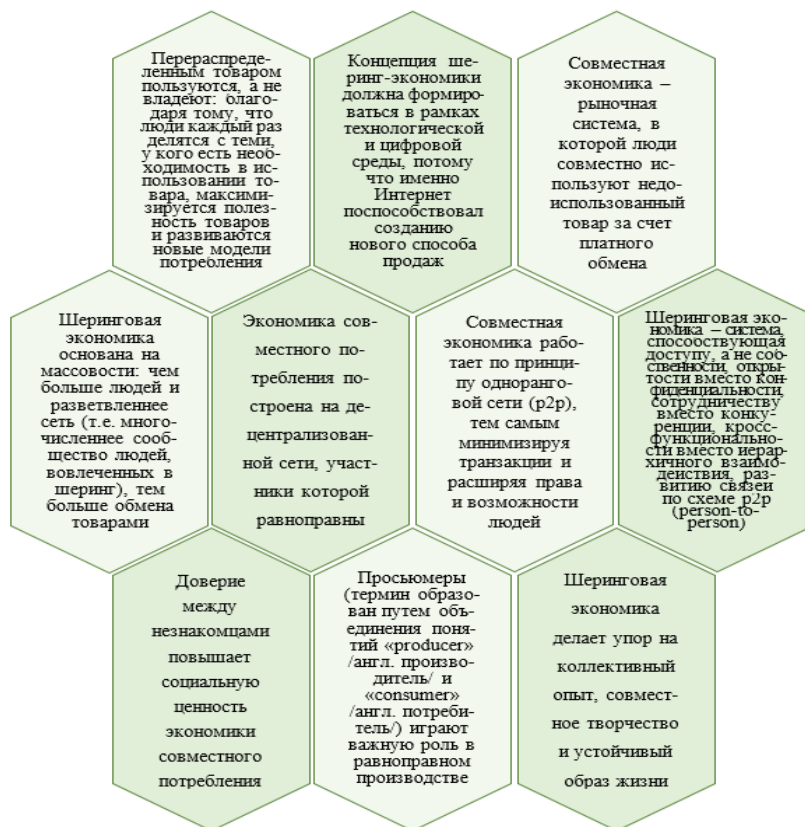 Перераспреде-
ленным товаром
пользуются, а не
владеют: благо-
даря тому, что
люди каждый раз
делятся с теми,
у кого есть необ-
ходимость в ис-
пользовании то-
вара, максими-
зируется полез-
ность товаров
и развиваются
новые модели
потребления
Концепция ше-
ринг-экономики
должна формиро-
ваться в рамках
технологической
и цифровой
среды, потому
что именно
Интернет
поспособствовал
созданию
нового способа
продаж
Совместная
экономика –
рыночная
система, в
которой люди
совместно ис-
пользуют недо-
использованный
товар за счет
платного
обмена
Шеринговая
экономика
основана на
массовости: чем
больше людей и
разветвленнее
сеть (т.е. много-
численнее сооб-
щество людей,
вовлеченных в
шеринг), тем
больше обмена
товарами
Экономика сов-
местного по-
требления по-
строена на де-
централизован-
ной сети, участ-
ники которой
равноправны
Совместная
экономика рабо-
тает по принци-
пу одноранго-
вой сети (p2p),
тем самым
минимизируя
транзакции и
расширяя права
и возможности
людей
Шеринговая эко-
номика – система,
способствующая
доступу, а не соб-
ственности, откры-
тости вместо кон-
фиденциальности,
сотрудничеству
вместо конку-
ренции, кросс-
функционально-
сти вместо иерар-
хичного взаимо-
действия, раз-
витию связей
по схеме p2p
(person-to-
person)
Доверие
между
незнакомцами
повышает
социальную
ценность
экономики
совместного
потребления
Просьюмеры
(термин образо-
ван путем объ-
единения поня-
тий «producer»
/англ. произво-
дитель/ и
«consumer»
/англ. потреби-
тель/) играют
важную роль в
равноправном
производстве
Шеринговая
экономика
делает упор на
коллективный
опыт, совмест-
ное творчество
и устойчивый
образ жизни